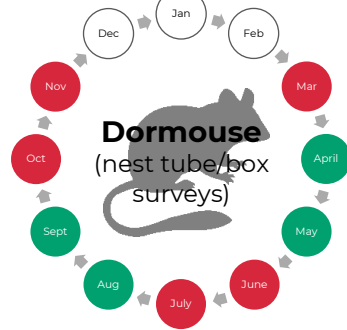 Jan
Feb
Mar
April
May
June
July
Aug
Sept
Oct
Nov
Dec
Dormouse
(nest tube/box
surveys)